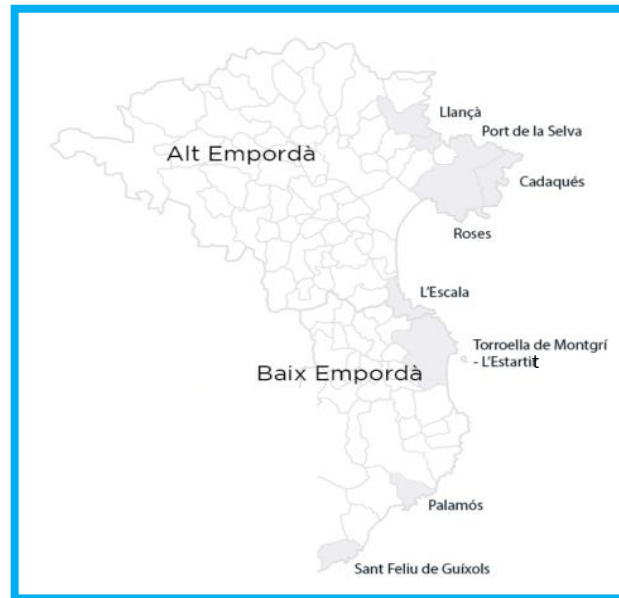 Llançà
Port de la Selva
Alt Empordà
Cadaqués
Roses
L'Escala
Torroella de Montgrí
- L'Estartit
Baix Empordà
Palamós
Sant Feliu de Guíxols